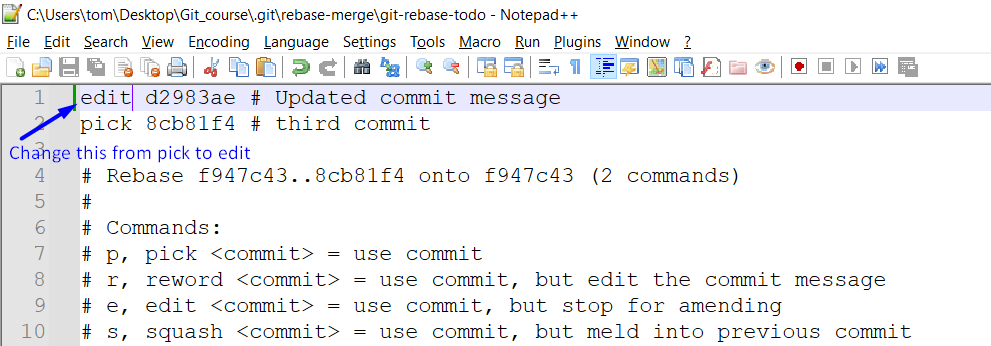 C:\Users\tom\Desktop\Git_course\.git\rebase-merge\git-rebase-todo - Notepad++
File Edit Search View Encoding Language Settings Tools Macro Run Plugins Window ?
1 edit d2983ae # Updated commit message
2 pick 8cb81f4 # third commit
3
Change this from pick to edit
4 # Rebase f947c43..8cb81f4 onto f947c43 (2 commands)
5 #
6 # Commands:
7 # p, pick <commit> = use commit
8 # r, reword <commit> = use commit, but edit the commit message
9 # e, edit <commit> = use commit, but stop for amending
10 # s, squash <commit> = use commit, but meld into previous commit